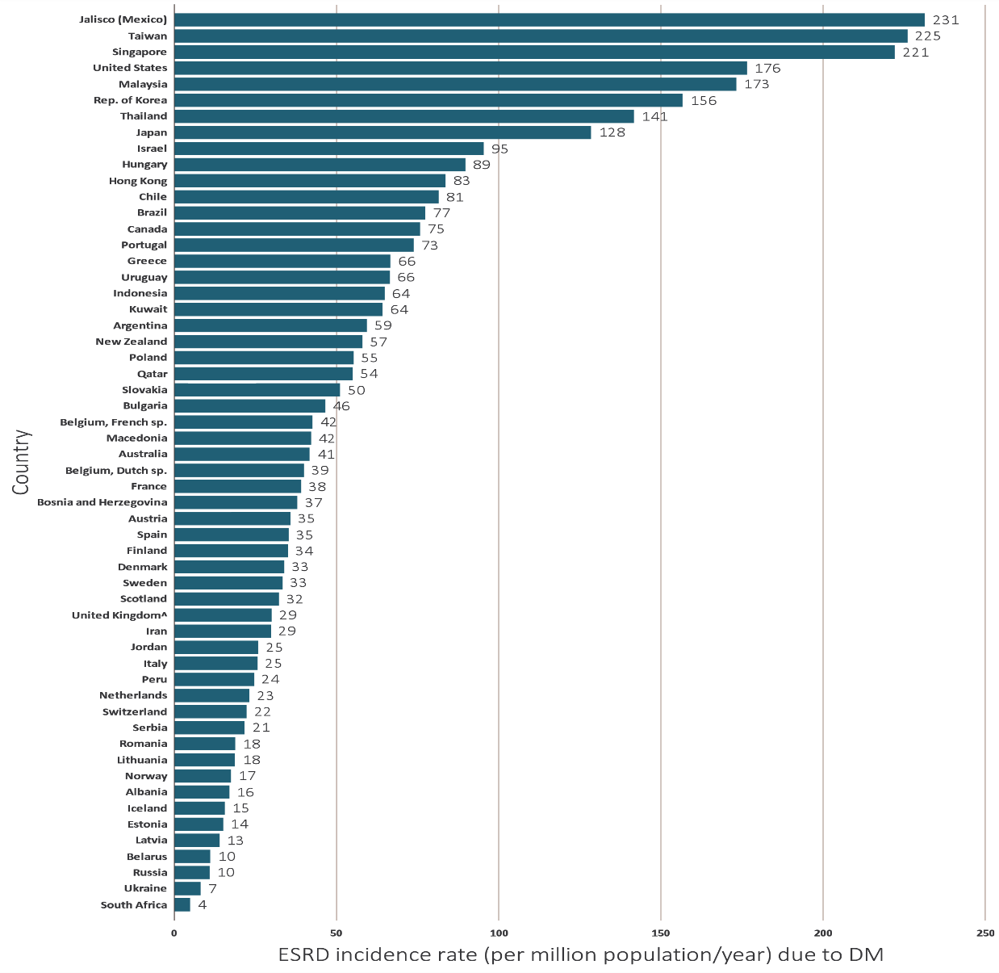 Jalisco (Mexico) 231
Taiwan 225
Singapore 221
United States 176
Malaysia 173
Rep. of Korea 156
Thailand 141
Japan 128
Israel 95
Hungary 89
Hong Kong 83
Chile 81
Brazil 77
Canada 75
Portugal 73
Greece 66
Uruguay 66
Indonesia 64
Kuwait 64
Argentina 59
New Zealand 57
Poland 55
Qatar 54
Slovakia 50
Bulgaria 46
Belgium, French sp. 42
Macedonia 42
Australia 41
Belgium, Dutch sp. 39
France 38
Bosnia and Herzegovina 37
Austria 35
Spain 35
Finland 34
Denmark 33
Sweden 33
Scotland 32
United Kingdom^ 29
Iran 29
Jordan 25
Italy 25
Peru 24
Netherlands 23
Switzerland 22
Serbia 21
Romania 18
Lithuania 18
Norway 17
Albania 16
Iceland 15
Estonia 14
Latvia 13
Belarus 10
Russia 10
Ukraine 7
South Africa 4
Country
0 50 100 150 200 250
ESRD incidence rate (per million population/year) due to DM